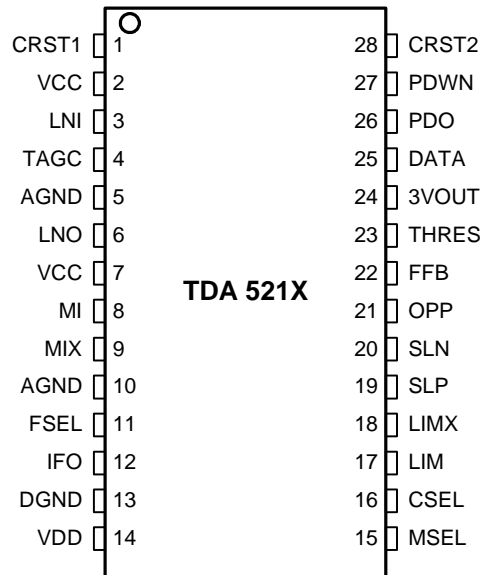 CRST1 1 28 CRST2
VCC 2 27 PDWN
LNI 3 26 PDO
TAGC 4 25 DATA
AGND 5 24 3VOUT
LNO 6 23 THRES
VCC 7 22 FFB
TDA 521X
MI 8 21 OPP
MIX 9 20 SLN
AGND 10 19 SLP
FSEL 11 18 LIMX
IFO 12 17 LIM
DGND 13 16 CSEL
VDD 14 15 MSEL